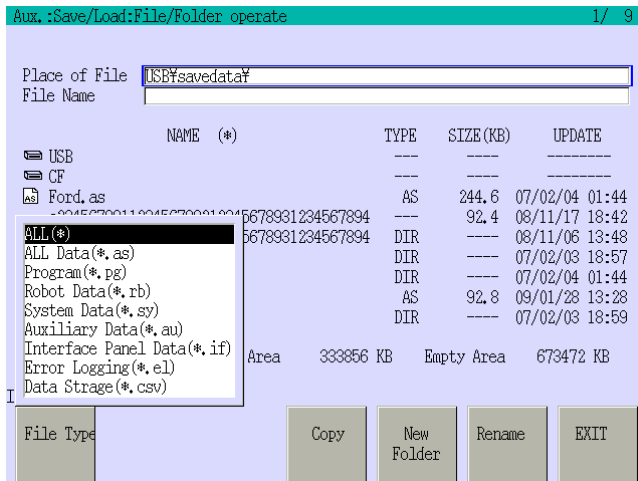 Aux.:Save/Load:File/Folder operate 1/ 9
Place of File USB¥savedata¥
File Name
NAME (*) TYPE SIZE(KB) UPDATE
USB --- ---- --------
CF --- ---- --------
AS Ford.as AS 244.6 07/02/04 01:44
5678931234567894 --- 92.4 08/11/17 18:42
5678931234567894 DIR ---- 08/11/06 13:48
DIR ---- 07/02/03 18:57
DIR ---- 07/02/04 01:44
AS 92.8 09/01/28 13:28
DIR ---- 07/02/03 18:59
Area 333856 KB Empty Area 673472 KB
ALL(*)
ALL Data(*.as)
Program(*.pg)
Robot Data(*.rb)
System Data(*.sy)
Auxiliary Data(*.au)
Interface Panel Data(*.if)
Error Logging(*.el)
Data Strage(*.csv)
File Type Copy New Folder Rename EXIT